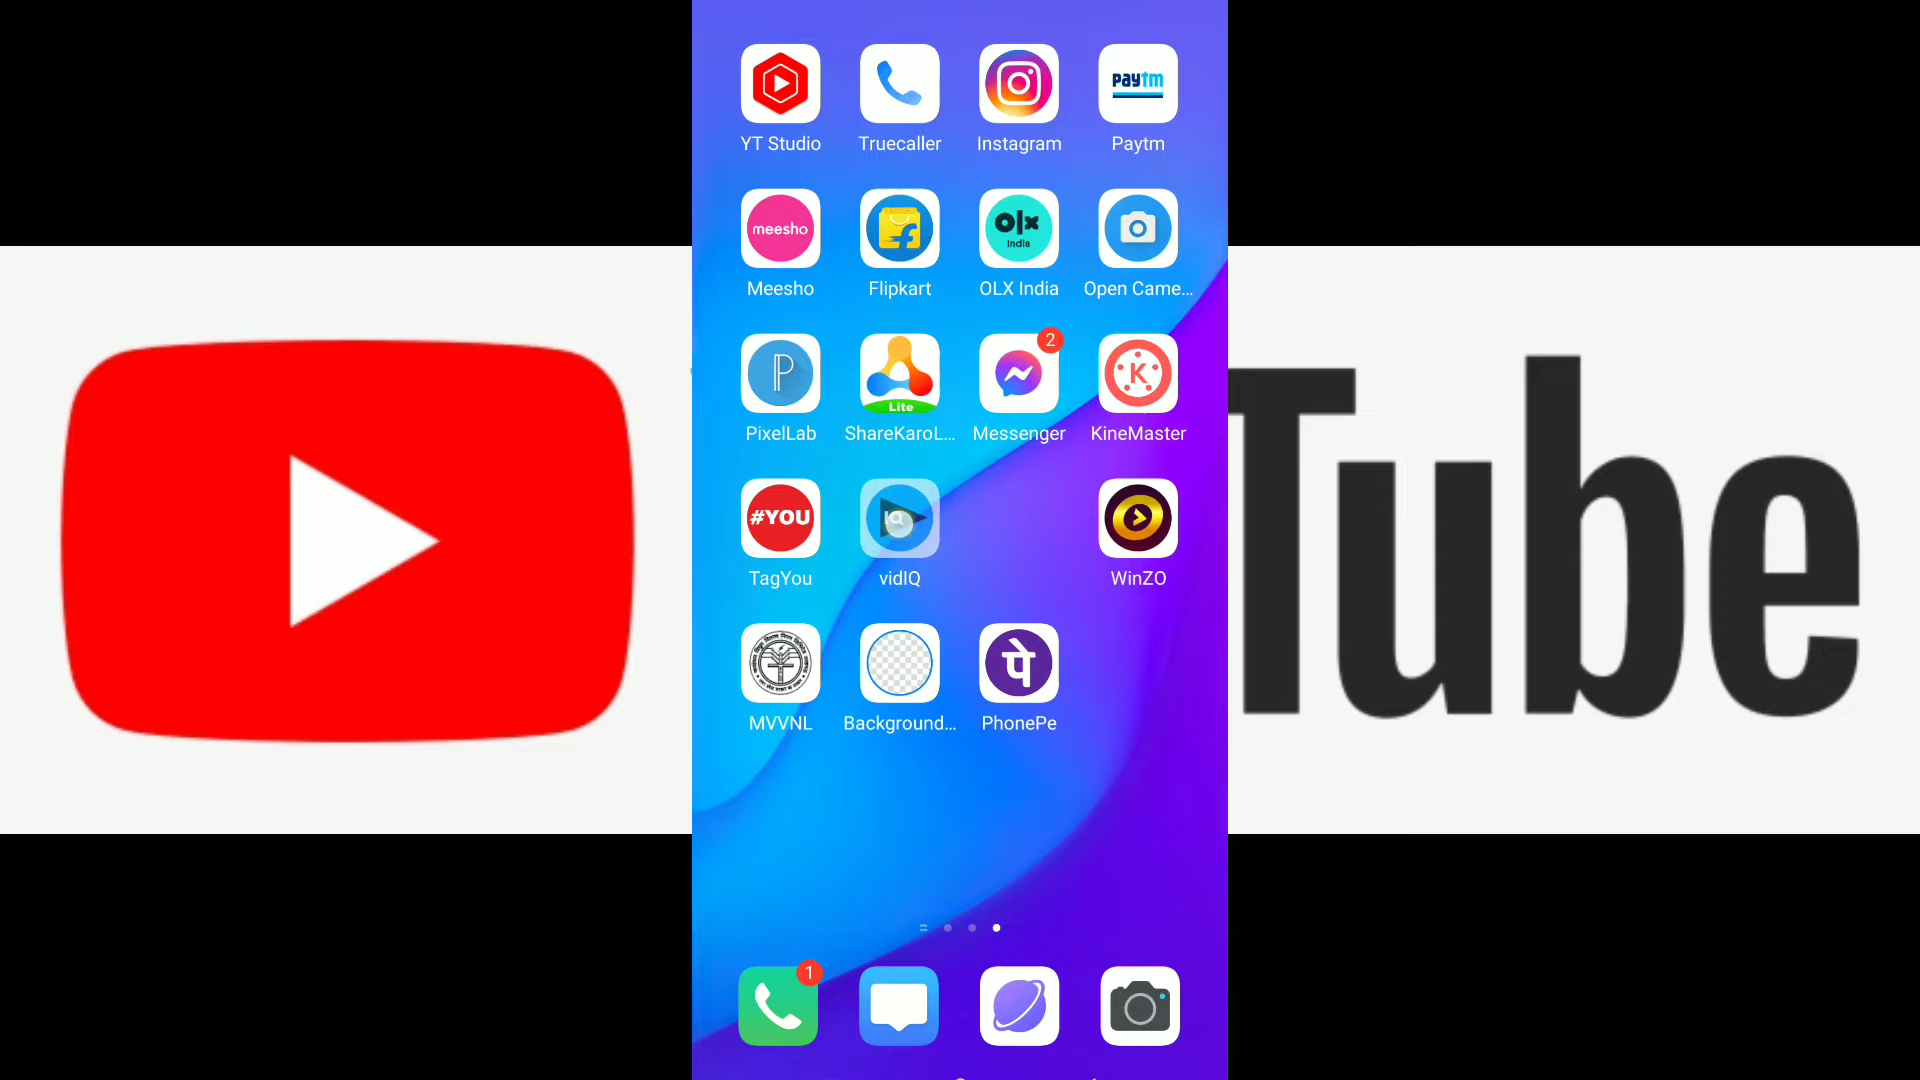 YT Studio Truecaller Instagram Paytm
paytm
meesho
olx
India
Meesho Flipkart OLX India Open Came...
P
Lite
2
K
PixelLab ShareKaroL... Messenger KineMaster
#YOU
IQ
TagYou vidIQ WinZO
पे
MVVNL Background... PhonePe
1
Tube